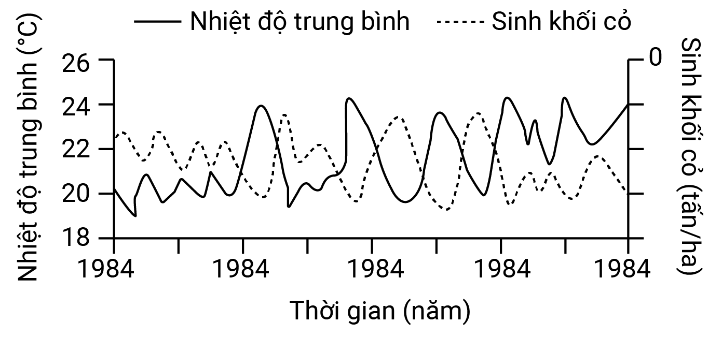 Nhiệt độ trung bình Sinh khối cỏ
Nhiệt độ trung bình (°C)
26
24
22
20
18
0
Sinh khối cỏ (tấn/ha)
1984 1984 1984 1984 1984
Thời gian (năm)